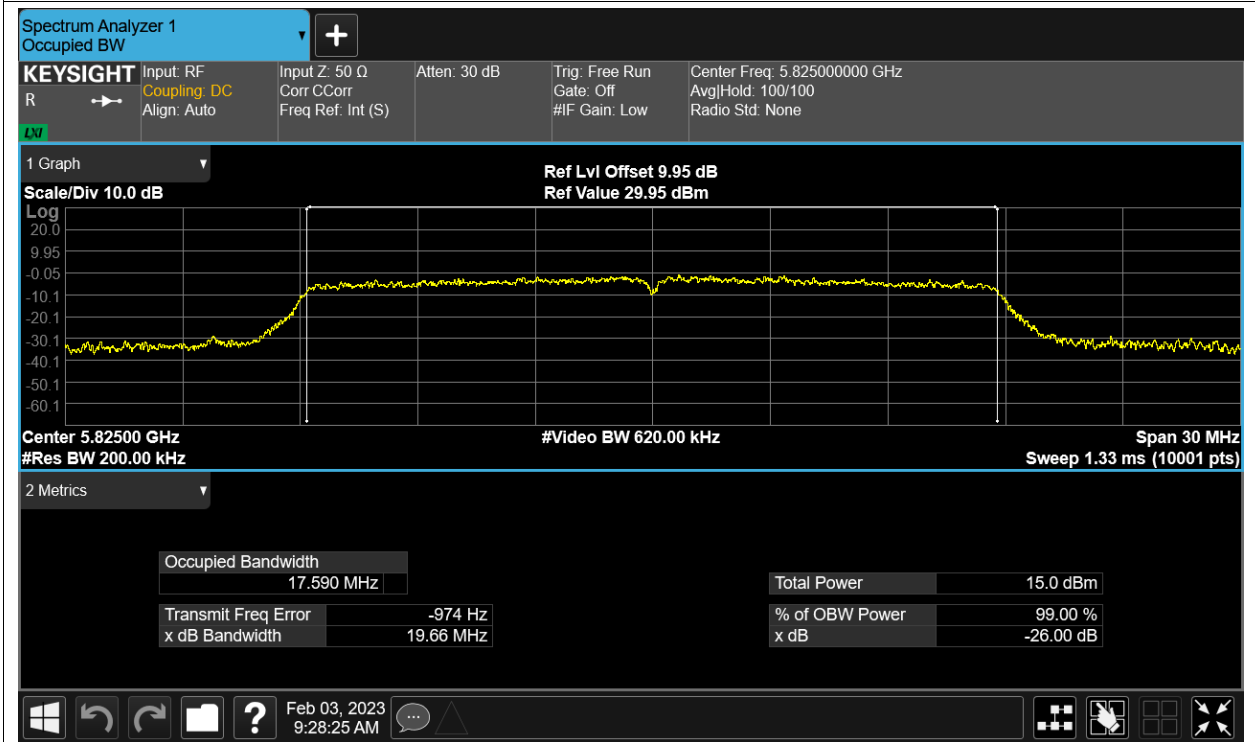 Spectrum Analyzer 1
Occupied BW
KEYSIGHT
R
LXI
Input: RF
Coupling: DC
Align: Auto
Input Z: 50 Ω
Corr CCorr
Freq Ref: Int (S)
Atten: 30 dB
Trig: Free Run
Gate: Off
#IF Gain: Low
Center Freq: 5.825000000 GHz
Avg|Hold: 100/100
Radio Std: None
1 Graph
Scale/Div 10.0 dB
Ref Lvl Offset 9.95 dB
Ref Value 29.95 dBm
Log
20.0
9.95
-0.05
-10.1
-20.1
-30.1
-40.1
-50.1
-60.1
Center 5.82500 GHz
#Res BW 200.00 kHz
#Video BW 620.00 kHz
Span 30 MHz
Sweep 1.33 ms (10001 pts)
2 Metrics
Occupied Bandwidth
17.590 MHz
Transmit Freq Error -974 Hz
x dB Bandwidth 19.66 MHz
Total Power 15.0 dBm
% of OBW Power 99.00 %
x dB -26.00 dB
?
Feb 03, 2023
9:28:25 AM